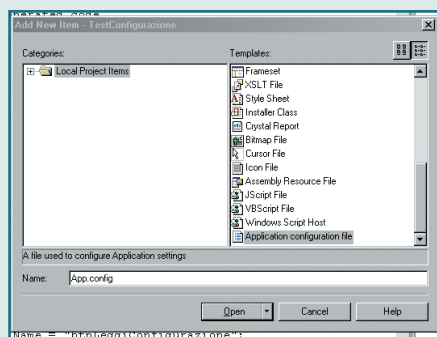 Add New Item - TestConfigurazione
Categories:
Templates:
Local Project Items
Frameset
XSLT File
Style Sheet
Installer Class
Crystal Report
Bitmap File
Cursor File
Icon File
Assembly Resource File
JScript File
VBScript File
Windows Script Host
Application configuration file
A file used to configure Application settings
Name:
App.config
Open
Cancel
Help
Name = "btnLeggiConfigurazione";